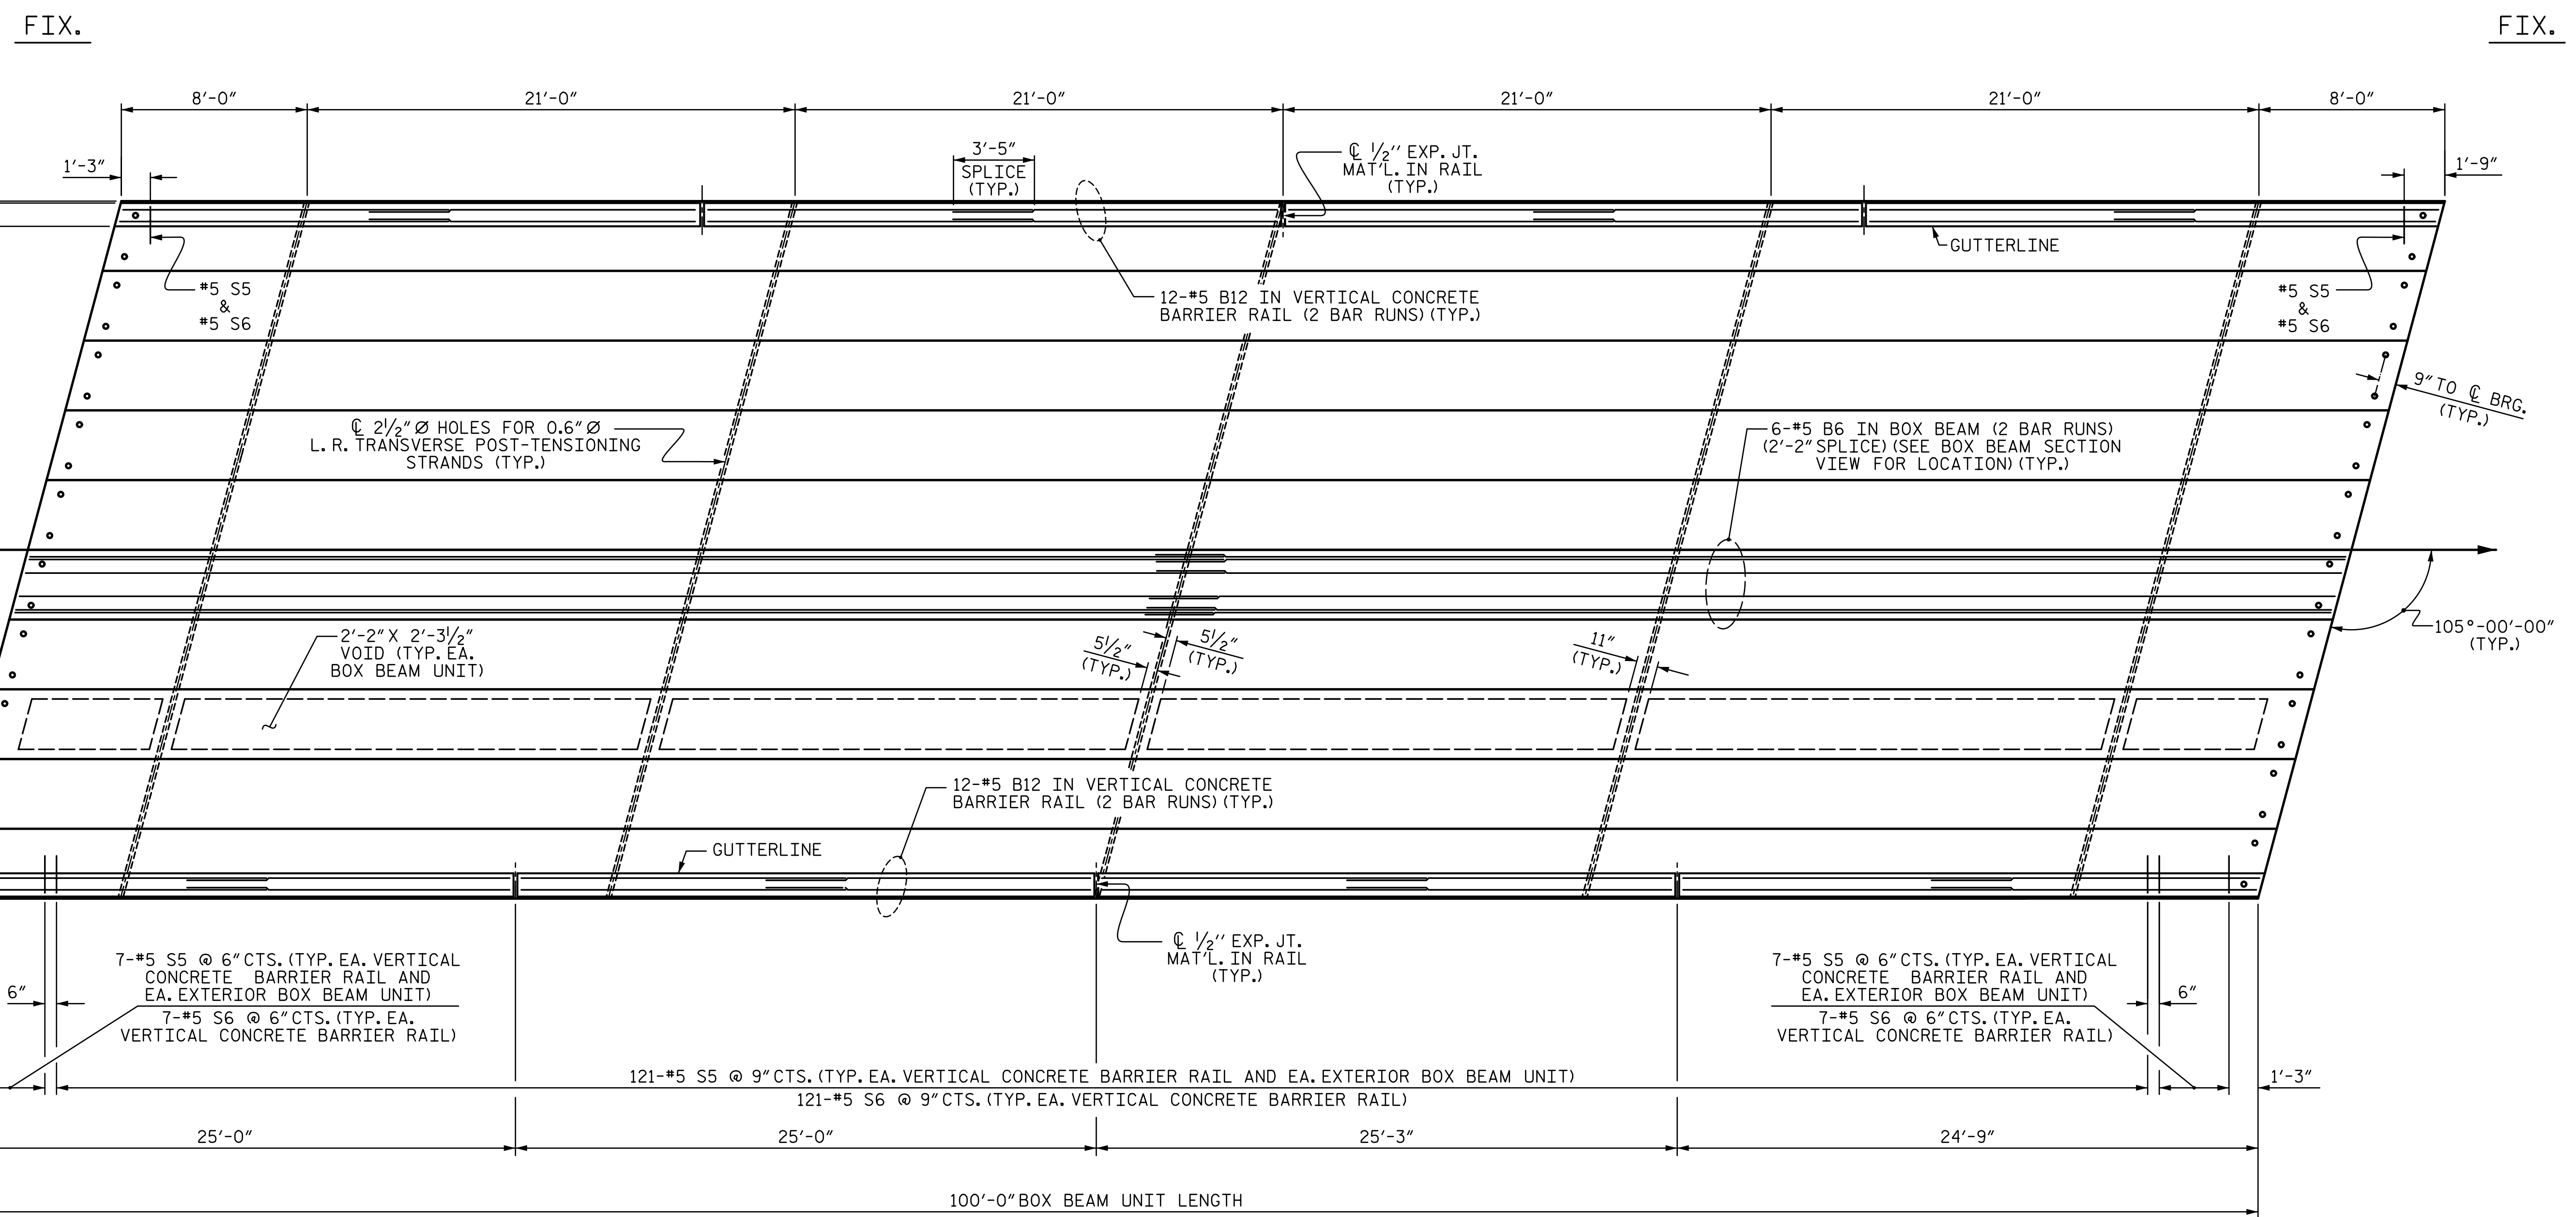 FIX.
FIX.
8'-0"
21'-0"
21'-0"
21'-0"
21'-0"
8'-0"
1'-3"
3'-5"
SPLICE
(TYP.)
℄ 1/2" EXP. JT.
MAT'L. IN RAIL
(TYP.)
1'-9"
GUTTERLINE
#5 S5
&
#5 S6
12-#5 B12 IN VERTICAL CONCRETE
BARRIER RAIL (2 BAR RUNS) (TYP.)
#5 S5
&
#5 S6
9" TO ℄ BRG.
(TYP.)
℄ 2 1/2" Ø HOLES FOR 0.6" Ø
L. R. TRANSVERSE POST-TENSIONING
STRANDS (TYP.)
6-#5 B6 IN BOX BEAM (2 BAR RUNS)
(2'-2" SPLICE) (SEE BOX BEAM SECTION
VIEW FOR LOCATION) (TYP.)
2'-2" X 2'-3 1/2"
VOID (TYP. EA.
BOX BEAM UNIT)
5 1/2"
(TYP.)
5 1/2"
(TYP.)
11"
(TYP.)
105°-00'-00"
(TYP.)
12-#5 B12 IN VERTICAL CONCRETE
BARRIER RAIL (2 BAR RUNS) (TYP.)
GUTTERLINE
℄ 1/2" EXP. JT.
MAT'L. IN RAIL
(TYP.)
7-#5 S5 @ 6" CTS. (TYP. EA. VERTICAL
CONCRETE BARRIER RAIL AND
EA. EXTERIOR BOX BEAM UNIT)
7-#5 S6 @ 6" CTS. (TYP. EA.
VERTICAL CONCRETE BARRIER RAIL)
6"
7-#5 S5 @ 6" CTS. (TYP. EA. VERTICAL
CONCRETE BARRIER RAIL AND
EA. EXTERIOR BOX BEAM UNIT)
7-#5 S6 @ 6" CTS. (TYP. EA.
VERTICAL CONCRETE BARRIER RAIL)
6"
121-#5 S5 @ 9" CTS. (TYP. EA. VERTICAL CONCRETE BARRIER RAIL AND EA. EXTERIOR BOX BEAM UNIT)
121-#5 S6 @ 9" CTS. (TYP. EA. VERTICAL CONCRETE BARRIER RAIL)
1'-3"
25'-0"
25'-0"
25'-3"
24'-9"
100'-0" BOX BEAM UNIT LENGTH